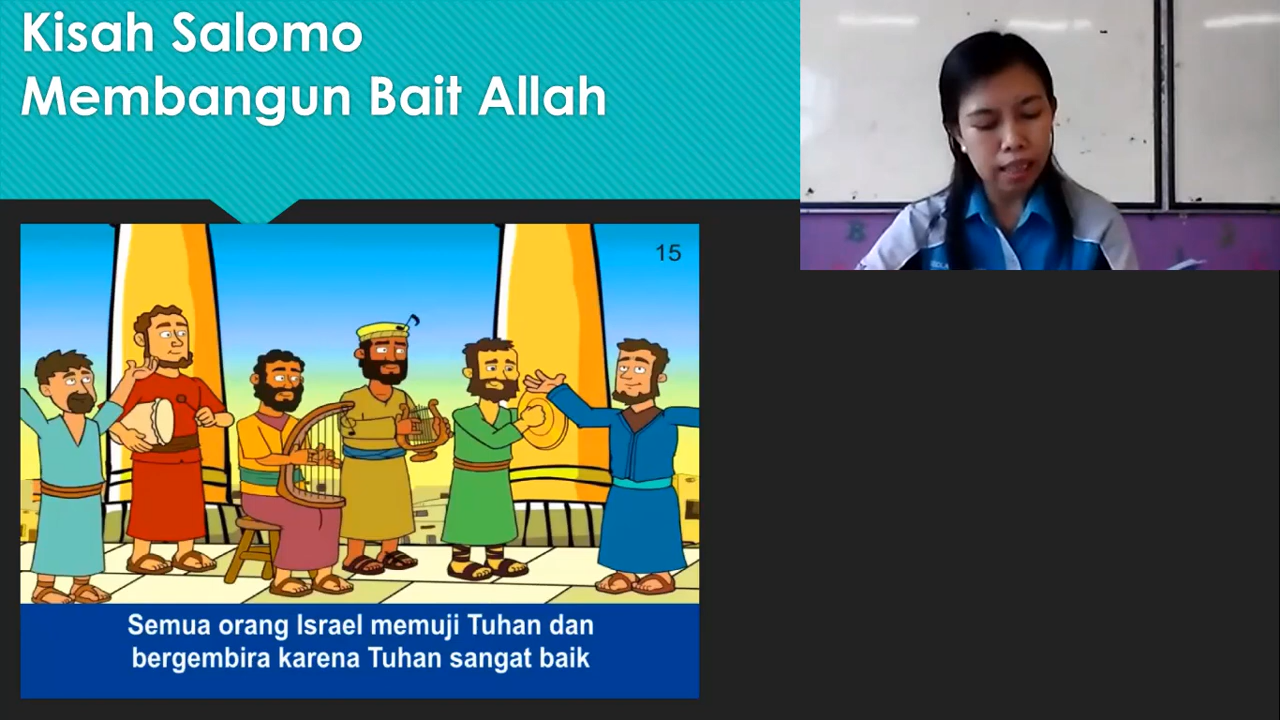 Kisah Salomo
Membangun Bait Allah
15
Semua orang Israel memuji Tuhan dan
bergembira karena Tuhan sangat baik